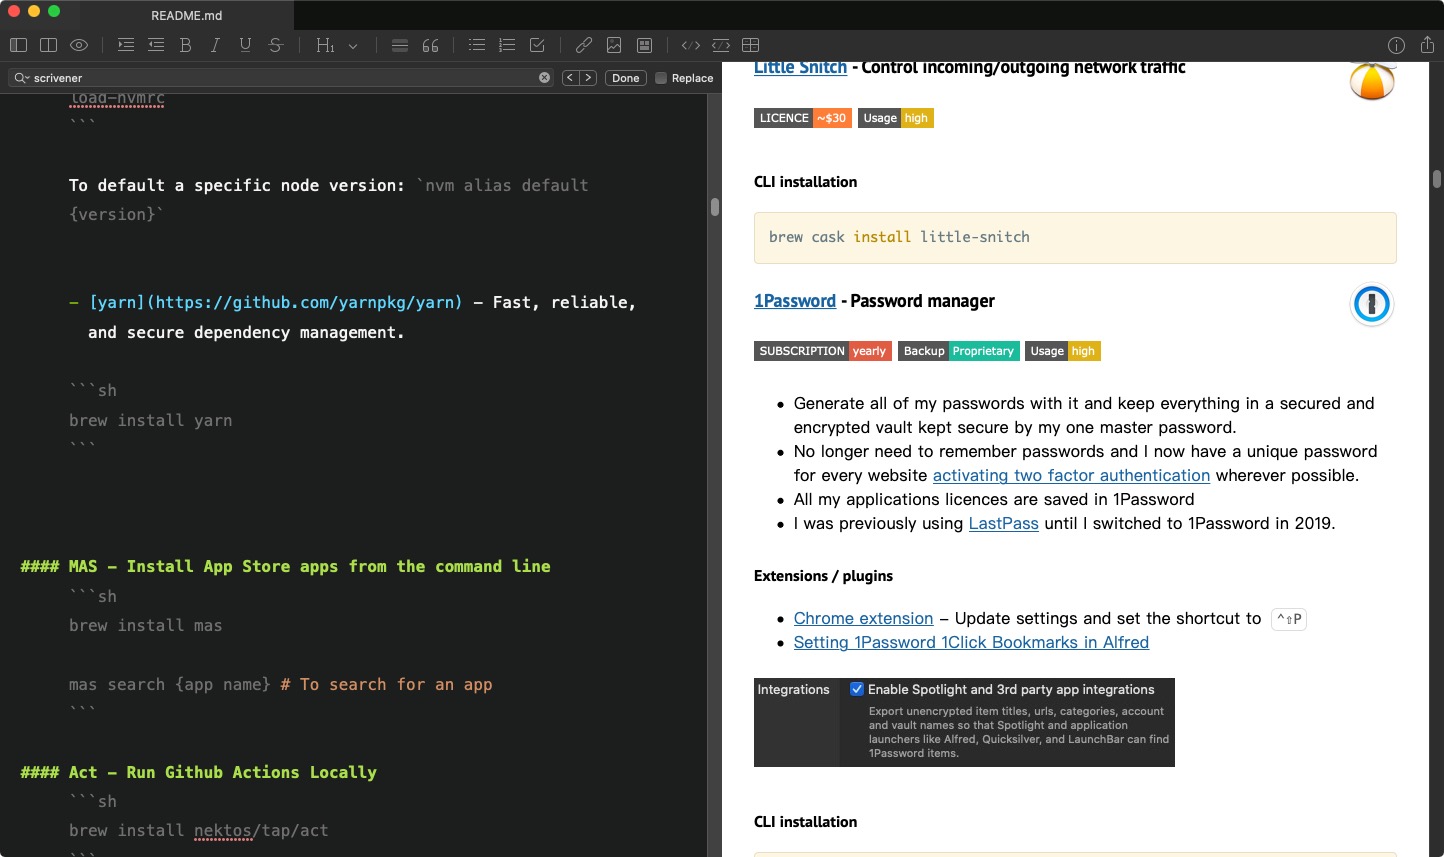 README.md
H1
scrivener
Done
Replace
load-nvmrc
```
To default a specific node version: `nvm alias default
{version}`
- [yarn](https://github.com/yarnpkg/yarn) – Fast, reliable,
and secure dependency management.
```sh
brew install yarn
```
#### MAS – Install App Store apps from the command line
```sh
brew install mas
mas search {app name} # To search for an app
```
#### Act – Run Github Actions Locally
```sh
brew install nektos/tap/act
```
Little Snitch - Control incoming/outgoing network traffic
LICENCE ~$30 Usage high
CLI installation
brew cask install little-snitch
1Password - Password manager
SUBSCRIPTION yearly Backup Proprietary Usage high
• Generate all of my passwords with it and keep everything in a secured and
encrypted vault kept secure by my one master password.
• No longer need to remember passwords and I now have a unique password
for every website activating two factor authentication wherever possible.
• All my applications licences are saved in 1Password
• I was previously using LastPass until I switched to 1Password in 2019.
Extensions / plugins
• Chrome extension – Update settings and set the shortcut to ^⇧P
• Setting 1Password 1Click Bookmarks in Alfred
Integrations Enable Spotlight and 3rd party app integrations
Export unencrypted item titles, urls, categories, account
and vault names so that Spotlight and application
launchers like Alfred, Quicksilver, and LaunchBar can find
1Password items.
CLI installation